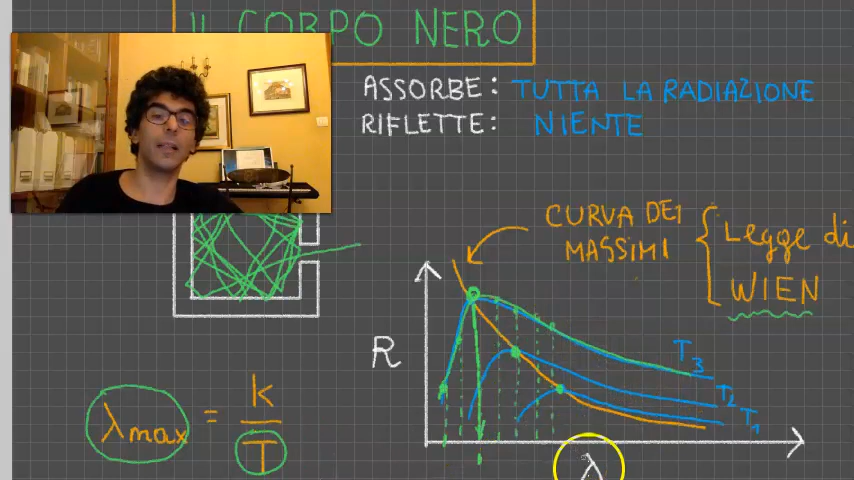 IL CORPO NERO
ASSORBE: TUTTA LA RADIAZIONE
RIFLETTE: NIENTE
CURVA DEI
MASSIMI
Legge di
WIEN
R
T3
T2
T1
λmax = K
T
λ